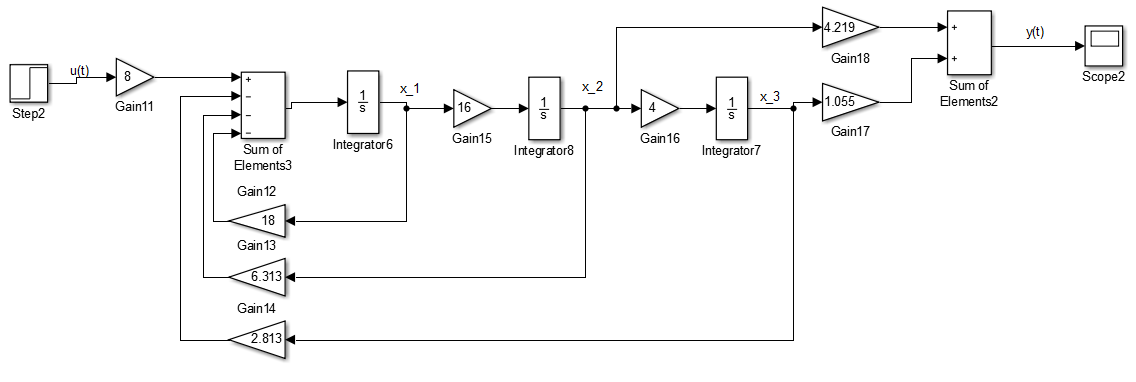 Step2
u(t)
8
Gain11
+
−
−
−
Sum of
Elements3
1
s
Integrator6
x_1
16
Gain15
1
s
Integrator8
x_2
4
Gain16
1
s
Integrator7
x_3
4.219
Gain18
1.055
Gain17
+
+
Sum of
Elements2
y(t)
Scope2
Gain12
18
Gain13
6.313
Gain14
2.813